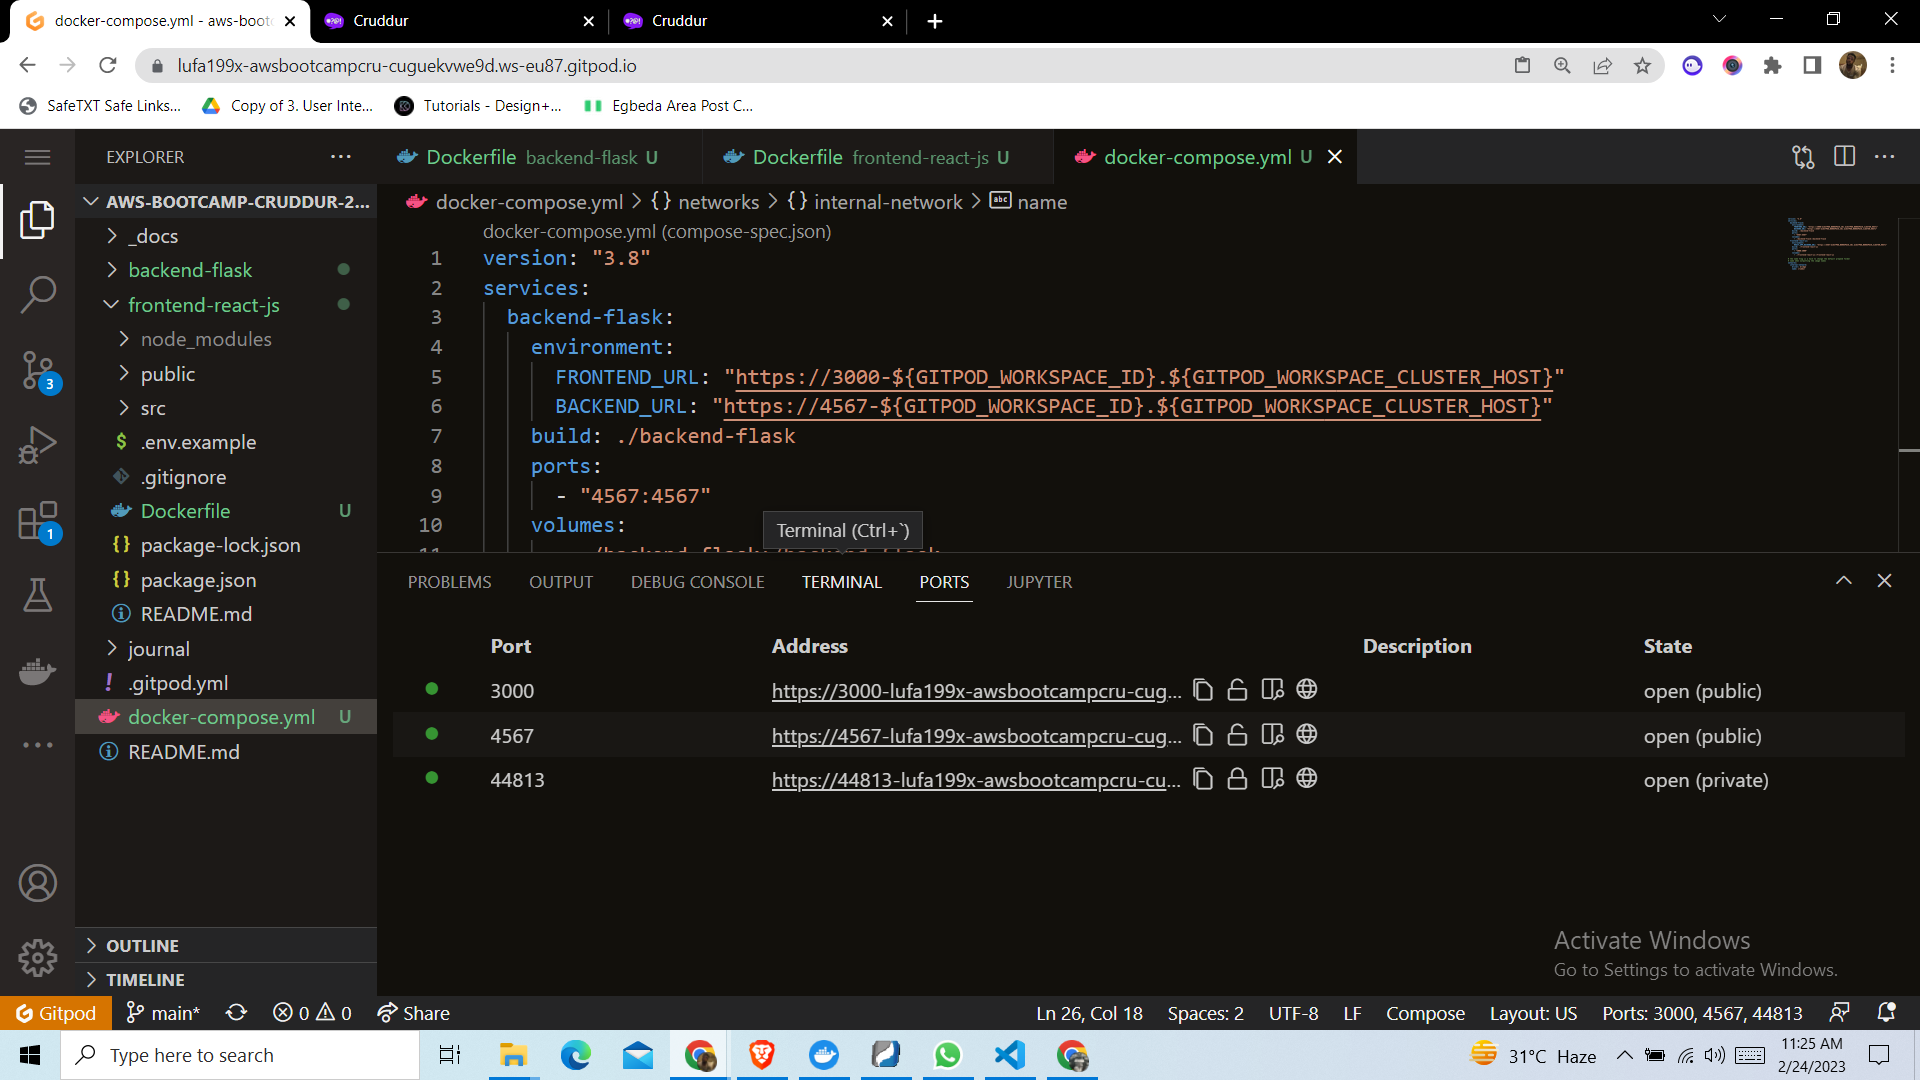 docker-compose.yml - aws-boot
Cruddur
Cruddur
lufa199x-awsbootcampcru-cuguekvwe9d.ws-eu87.gitpod.io
SafeTXT Safe Links...
Copy of 3. User Inte...
Tutorials - Design+...
Egbeda Area Post C...
EXPLORER
Dockerfile backend-flask U
Dockerfile frontend-react-js U
docker-compose.yml U
AWS-BOOTCAMP-CRUDDUR-2...
_docs
backend-flask
frontend-react-js
node_modules
public
src
.env.example
.gitignore
Dockerfile U
package-lock.json
package.json
README.md
journal
.gitpod.yml
docker-compose.yml U
README.md
OUTLINE
TIMELINE
3
1
docker-compose.yml > {} networks > {} internal-network > abc name
docker-compose.yml (compose-spec.json)
1 version: "3.8"
2 services:
3 backend-flask:
4 environment:
5 FRONTEND_URL: "https://3000-${GITPOD_WORKSPACE_ID}.${GITPOD_WORKSPACE_CLUSTER_HOST}"
6 BACKEND_URL: "https://4567-${GITPOD_WORKSPACE_ID}.${GITPOD_WORKSPACE_CLUSTER_HOST}"
7 build: ./backend-flask
8 ports:
9 - "4567:4567"
10 volumes:
Terminal (Ctrl+`)
PROBLEMS OUTPUT DEBUG CONSOLE TERMINAL PORTS JUPYTER
Port Address Description State
3000 https://3000-lufa199x-awsbootcampcru-cug... open (public)
4567 https://4567-lufa199x-awsbootcampcru-cug... open (public)
44813 https://44813-lufa199x-awsbootcampcru-cu... open (private)
Activate Windows
Go to Settings to activate Windows.
Gitpod main* 0 0 Share Ln 26, Col 18 Spaces: 2 UTF-8 LF Compose Layout: US Ports: 3000, 4567, 44813
Type here to search
31°C Haze
11:25 AM
2/24/2023